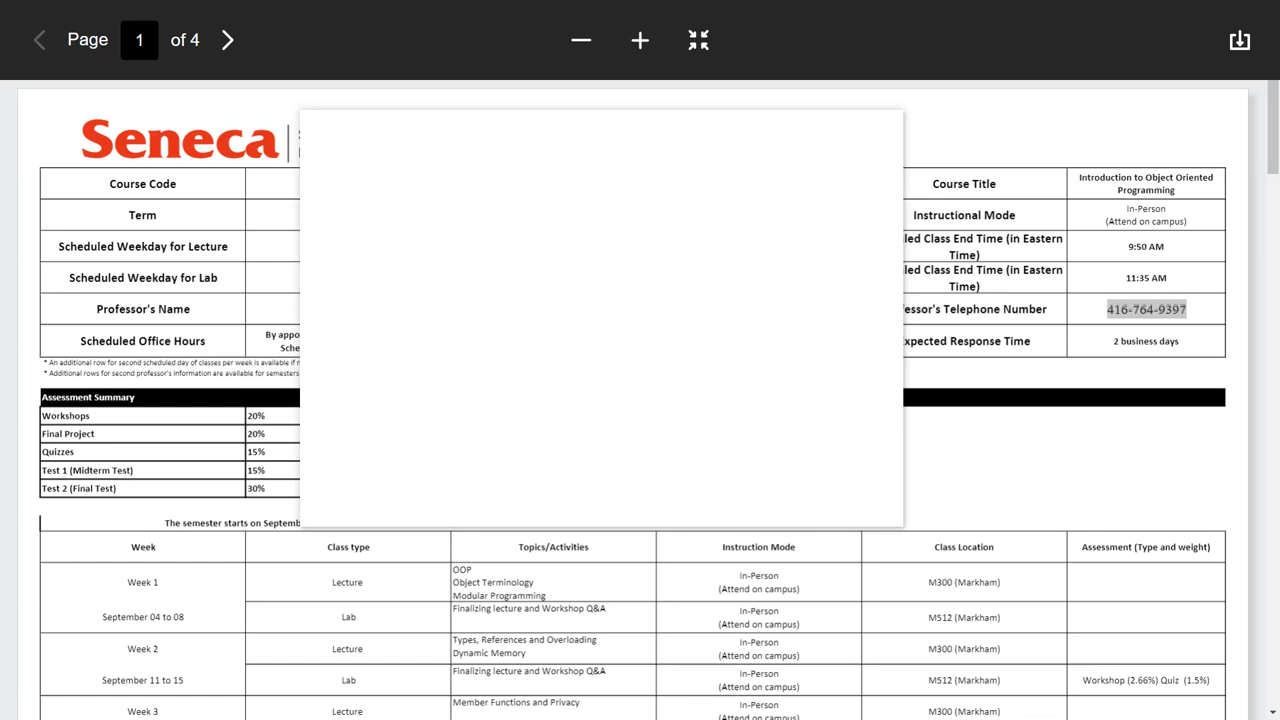 Page 1 of 4
Seneca
Course Code
Course Title
Introduction to Object Oriented
Programming
Term
Instructional Mode
In-Person
(Attend on campus)
Scheduled Weekday for Lecture
Class End Time (in Eastern
Time)
9:50 AM
Scheduled Weekday for Lab
Class End Time (in Eastern
Time)
11:35 AM
Professor's Name
Telephone Number
416-764-9397
Scheduled Office Hours
By
Response Time
2 business days
* An additional row for second scheduled day of classes per week is available if
* Additional rows for second professor's information are available for semesters
Assessment Summary
Workshops 20%
Final Project 20%
Quizzes 15%
Test 1 (Midterm Test) 15%
Test 2 (Final Test) 30%
The semester starts on
Week Class type Topics/Activities Instruction Mode Class Location Assessment (Type and weight)
Week 1
Lecture
OOP
Object Terminology
Modular Programming
In-Person
(Attend on campus)
M300 (Markham)
September 04 to 08
Lab
Finalizing lecture and Workshop Q&A
In-Person
(Attend on campus)
M512 (Markham)
Week 2
Lecture
Types, References and Overloading
Dynamic Memory
In-Person
(Attend on campus)
M300 (Markham)
September 11 to 15
Lab
Finalizing lecture and Workshop Q&A
In-Person
(Attend on campus)
M512 (Markham)
Workshop (2.66%) Quiz (1.5%)
Week 3
Lecture
Member Functions and Privacy
In-Person
(Attend on campus)
M300 (Markham)